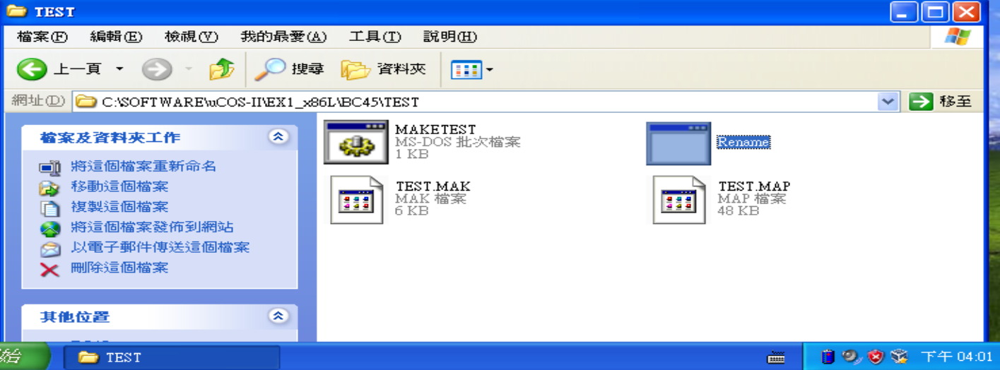 TEST
檔案(F) 編輯(E) 檢視(V) 我的最愛(A) 工具(T) 說明(H)
上一頁 搜尋 資料夾
網址(D) C:\SOFTWARE\uCOS-II\EX1_x86L\BC45\TEST 移至
檔案及資料夾工作
將這個檔案重新命名
移動這個檔案
複製這個檔案
將這個檔案發佈到網站
以電子郵件傳送這個檔案
刪除這個檔案
其他位置
MAKETEST
MS-DOS 批次檔案
1 KB
Rename
TEST.MAK
MAK 檔案
6 KB
TEST.MAP
MAP 檔案
48 KB
始 TEST 下午 04:01